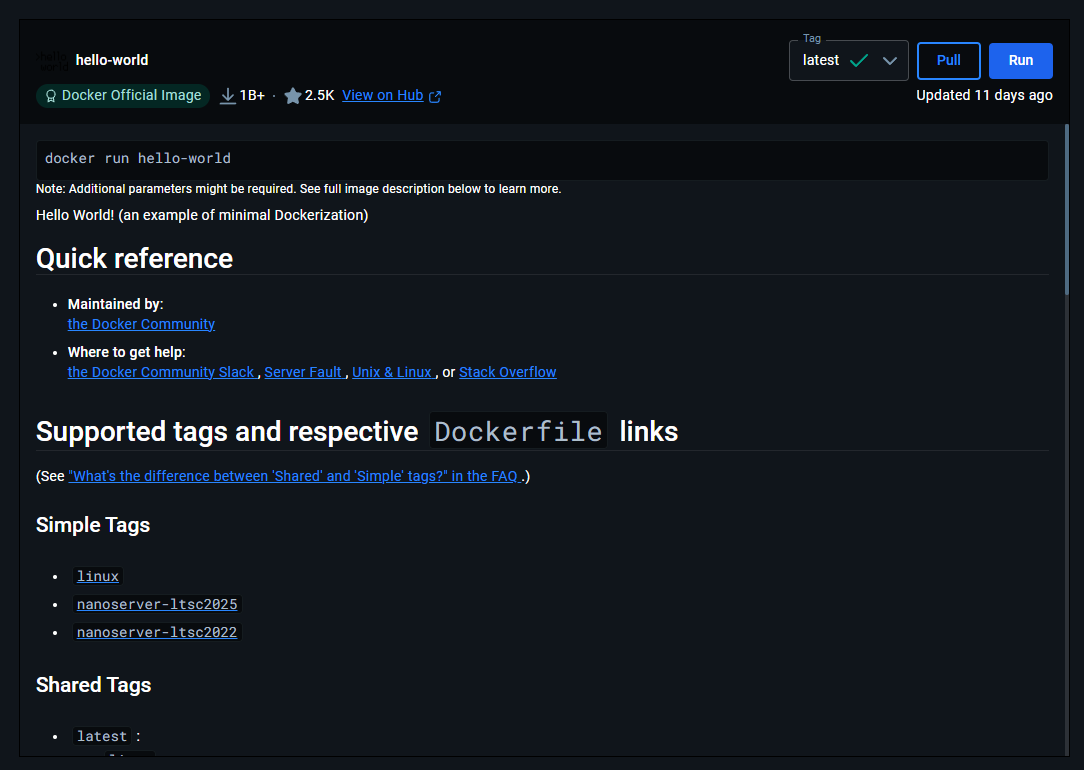 hello-world
Tag
latest
Pull
Run
Docker Official Image 1B+ · 2.5K View on Hub
Updated 11 days ago
docker run hello-world
Note: Additional parameters might be required. See full image description below to learn more.
Hello World! (an example of minimal Dockerization)
Quick reference
• Maintained by:
the Docker Community
• Where to get help:
the Docker Community Slack , Server Fault , Unix & Linux , or Stack Overflow
Supported tags and respective Dockerfile links
(See "What's the difference between 'Shared' and 'Simple' tags?" in the FAQ .)
Simple Tags
• linux
• nanoserver-ltsc2025
• nanoserver-ltsc2022
Shared Tags
• latest :